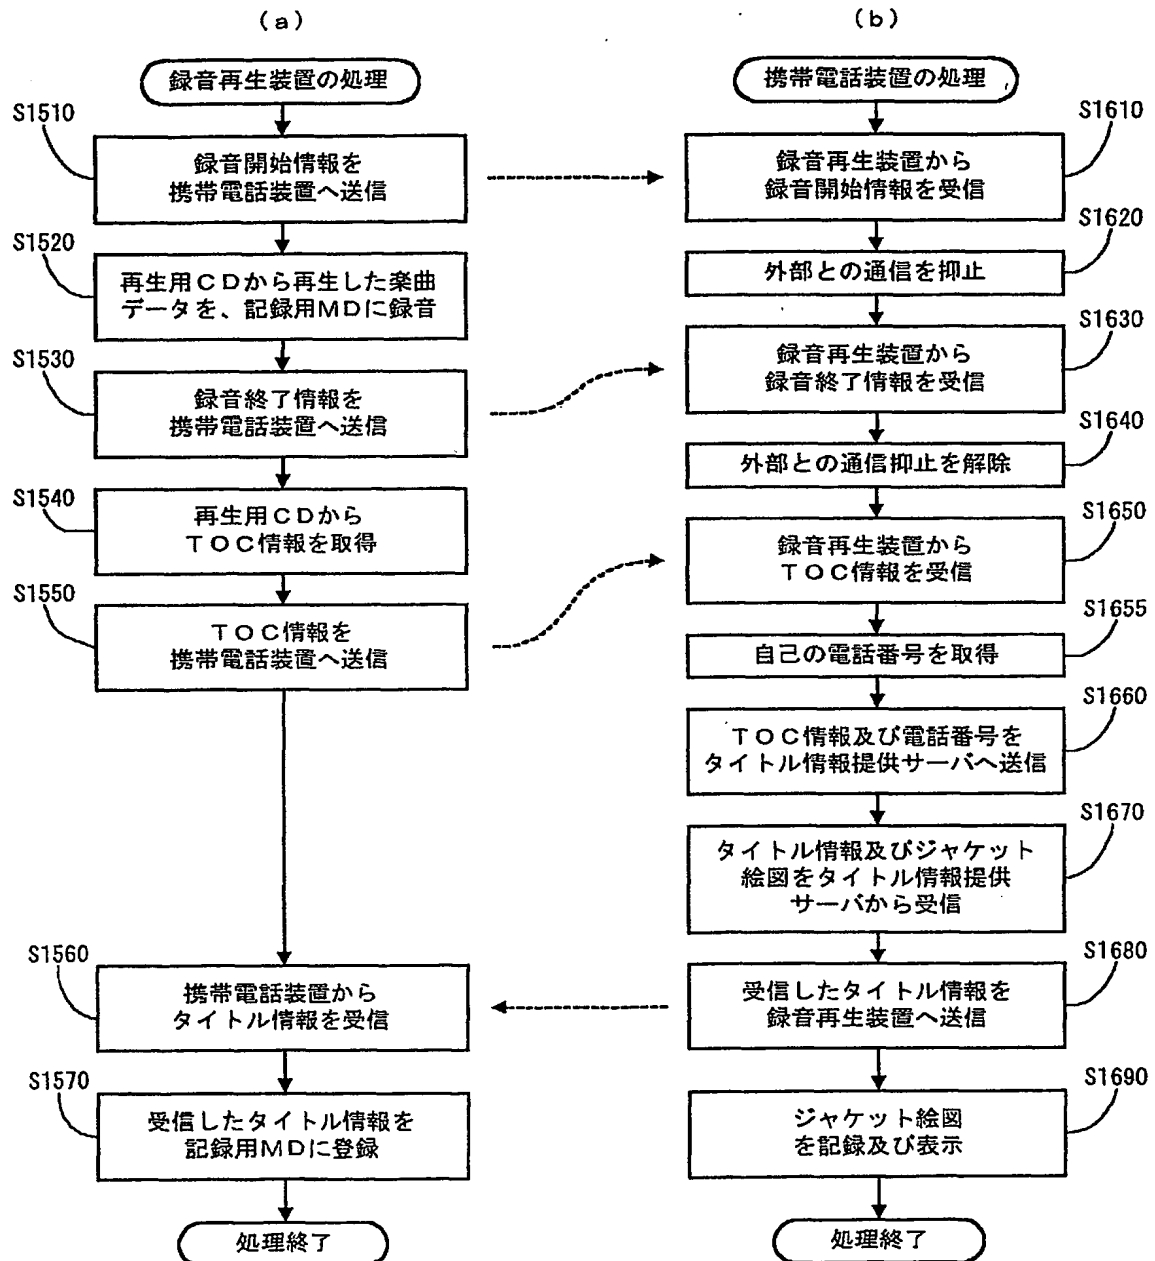 (a)
録音再生装置の処理
S1510
録音開始情報を
携帯電話装置へ送信
S1520
再生用CDから再生した楽曲
データを、記録用MDに録音
S1530
録音終了情報を
携帯電話装置へ送信
S1540
再生用CDから
TOC情報を取得
S1550
TOC情報を
携帯電話装置へ送信
S1560
携帯電話装置から
タイトル情報を受信
S1570
受信したタイトル情報を
記録用MDに登録
処理終了
(b)
携帯電話装置の処理
S1610
録音再生装置から
録音開始情報を受信
S1620
外部との通信を抑止
S1630
録音再生装置から
録音終了情報を受信
S1640
外部との通信抑止を解除
S1650
録音再生装置から
TOC情報を受信
S1655
自己の電話番号を取得
S1660
TOC情報及び電話番号を
タイトル情報提供サーバへ送信
S1670
タイトル情報及びジャケット
絵図をタイトル情報提供
サーバから受信
S1680
受信したタイトル情報を
録音再生装置へ送信
S1690
ジャケット絵図
を記録及び表示
処理終了